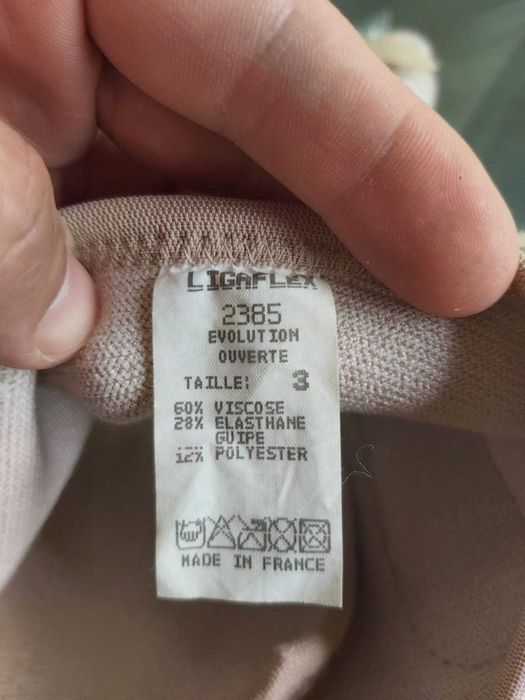 LIGAFLEX
2385
EVOLUTION
OUVERTE
TAILLE: 3
60% VISCOSE
28% ELASTHANE
GUIPE
12% POLYESTER
MADE IN FRANCE